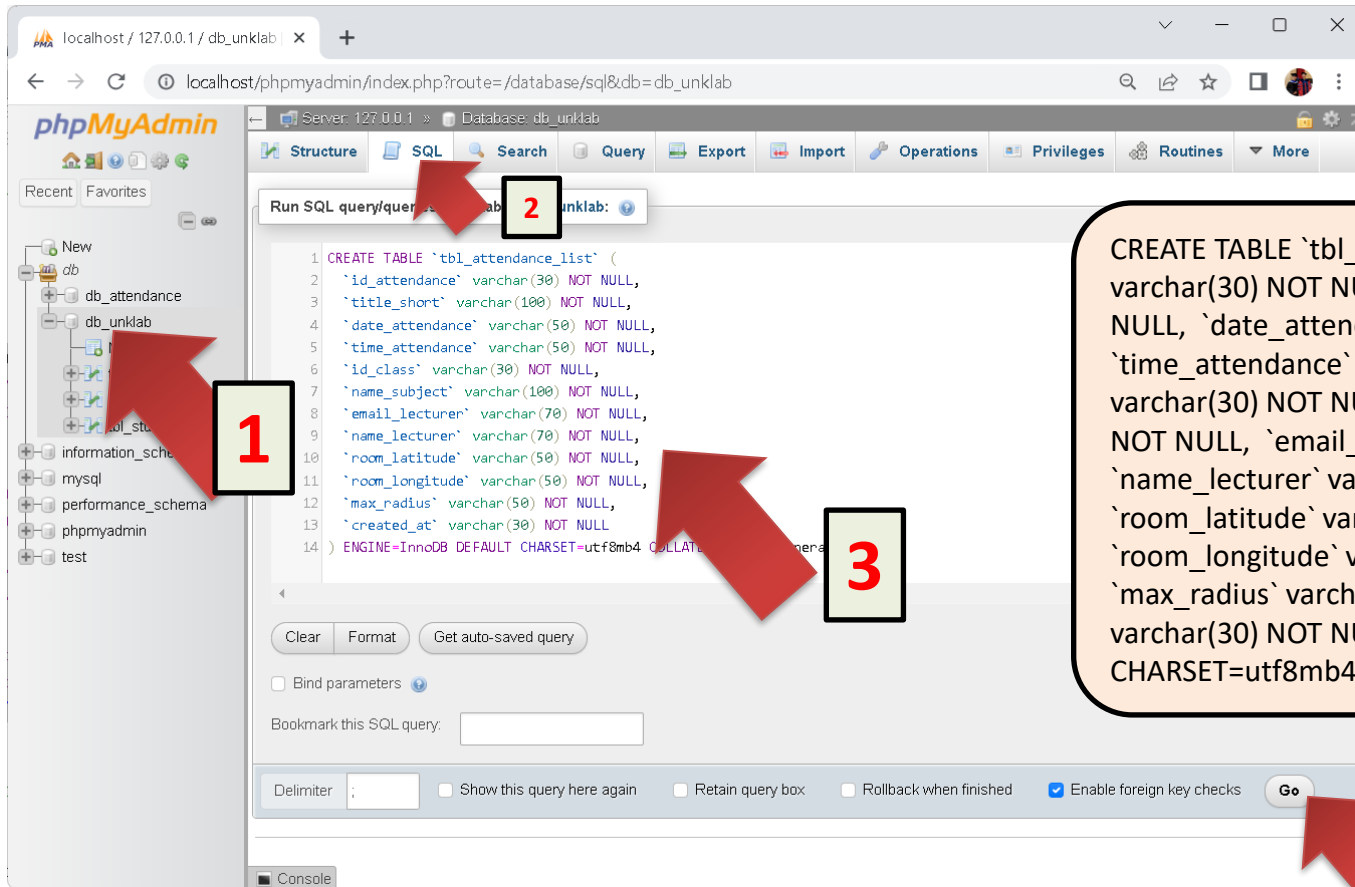 localhost / 127.0.0.1 / db_unklab
localhost/phpmyadmin/index.php?route=/database/sql&db=db_unklab
phpMyAdmin
Recent Favorites
New
db
db_attendance
db_unklab
information_sche
mysql
performance_schema
phpmyadmin
test
Server: 127.0.0.1 » Database: db_unklab
Structure SQL Search Query Export Import Operations Privileges Routines More
Run SQL query/
unklab:
1 CREATE TABLE `tbl_attendance_list` (
2 `id_attendance` varchar(30) NOT NULL,
3 `title_short` varchar(100) NOT NULL,
4 `date_attendance` varchar(50) NOT NULL,
5 `time_attendance` varchar(50) NOT NULL,
6 `id_class` varchar(30) NOT NULL,
7 `name_subject` varchar(100) NOT NULL,
8 `email_lecturer` varchar(70) NOT NULL,
9 `name_lecturer` varchar(70) NOT NULL,
10 `room_latitude` varchar(50) NOT NULL,
11 `room_longitude` varchar(50) NOT NULL,
12 `max_radius` varchar(50) NOT NULL,
13 `created_at` varchar(30) NOT NULL
14 ) ENGINE=InnoDB DEFAULT CHARSET=utf8mb4
1
2
3
Clear Format Get auto-saved query
Bind parameters
Bookmark this SQL query:
Delimiter ; Show this query here again Retain query box Rollback when finished Enable foreign key checks Go
Console
CREATE TABLE `tbl_
varchar(30) NOT NU
NULL, `date_atten
`time_attendance`
varchar(30) NOT NU
NOT NULL, `email_
`name_lecturer` va
`room_latitude` var
`room_longitude` v
`max_radius` varch
varchar(30) NOT NU
CHARSET=utf8mb4